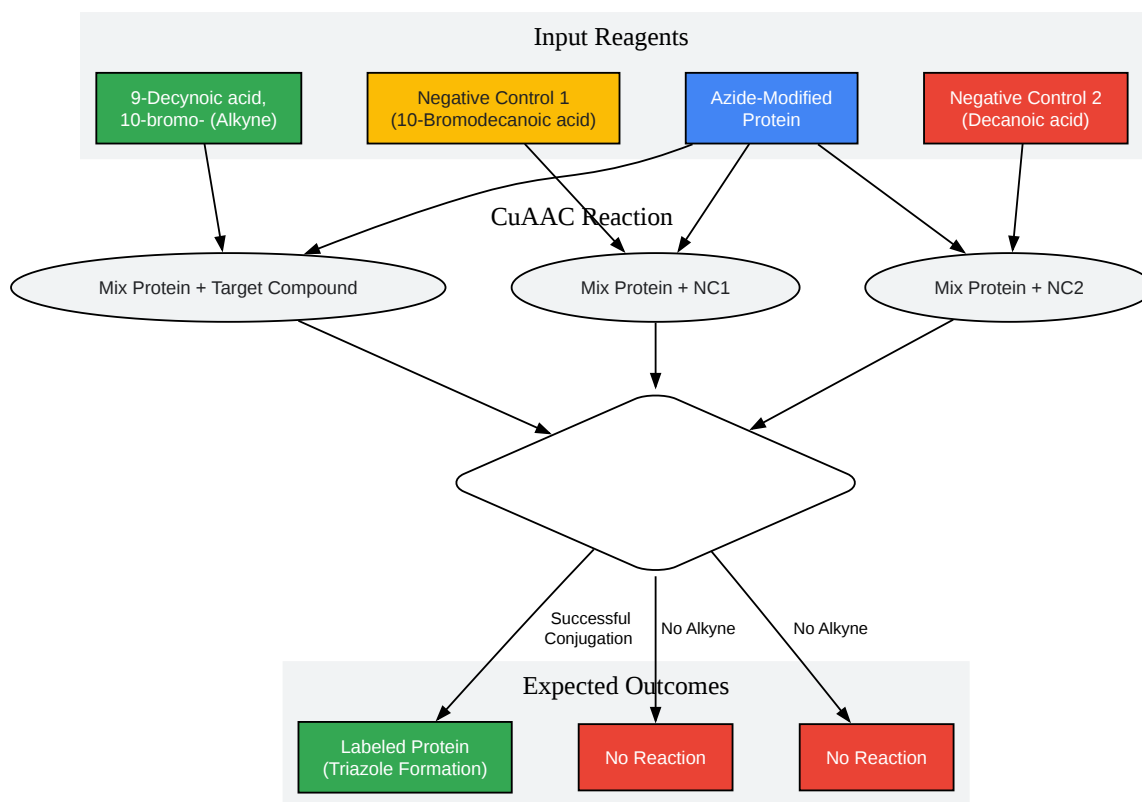 Input Reagents
9-Decynoic acid,
10-bromo- (Alkyne)
Negative Control 1
(10-Bromodecanoic acid)
Azide-Modified
Protein
Negative Control 2
(Decanoic acid)
CuAAC Reaction
Mix Protein + Target Compound
Mix Protein + NC1
Mix Protein + NC2
Successful
Conjugation
No Alkyne
No Alkyne
Expected Outcomes
Labeled Protein
(Triazole Formation)
No Reaction
No Reaction